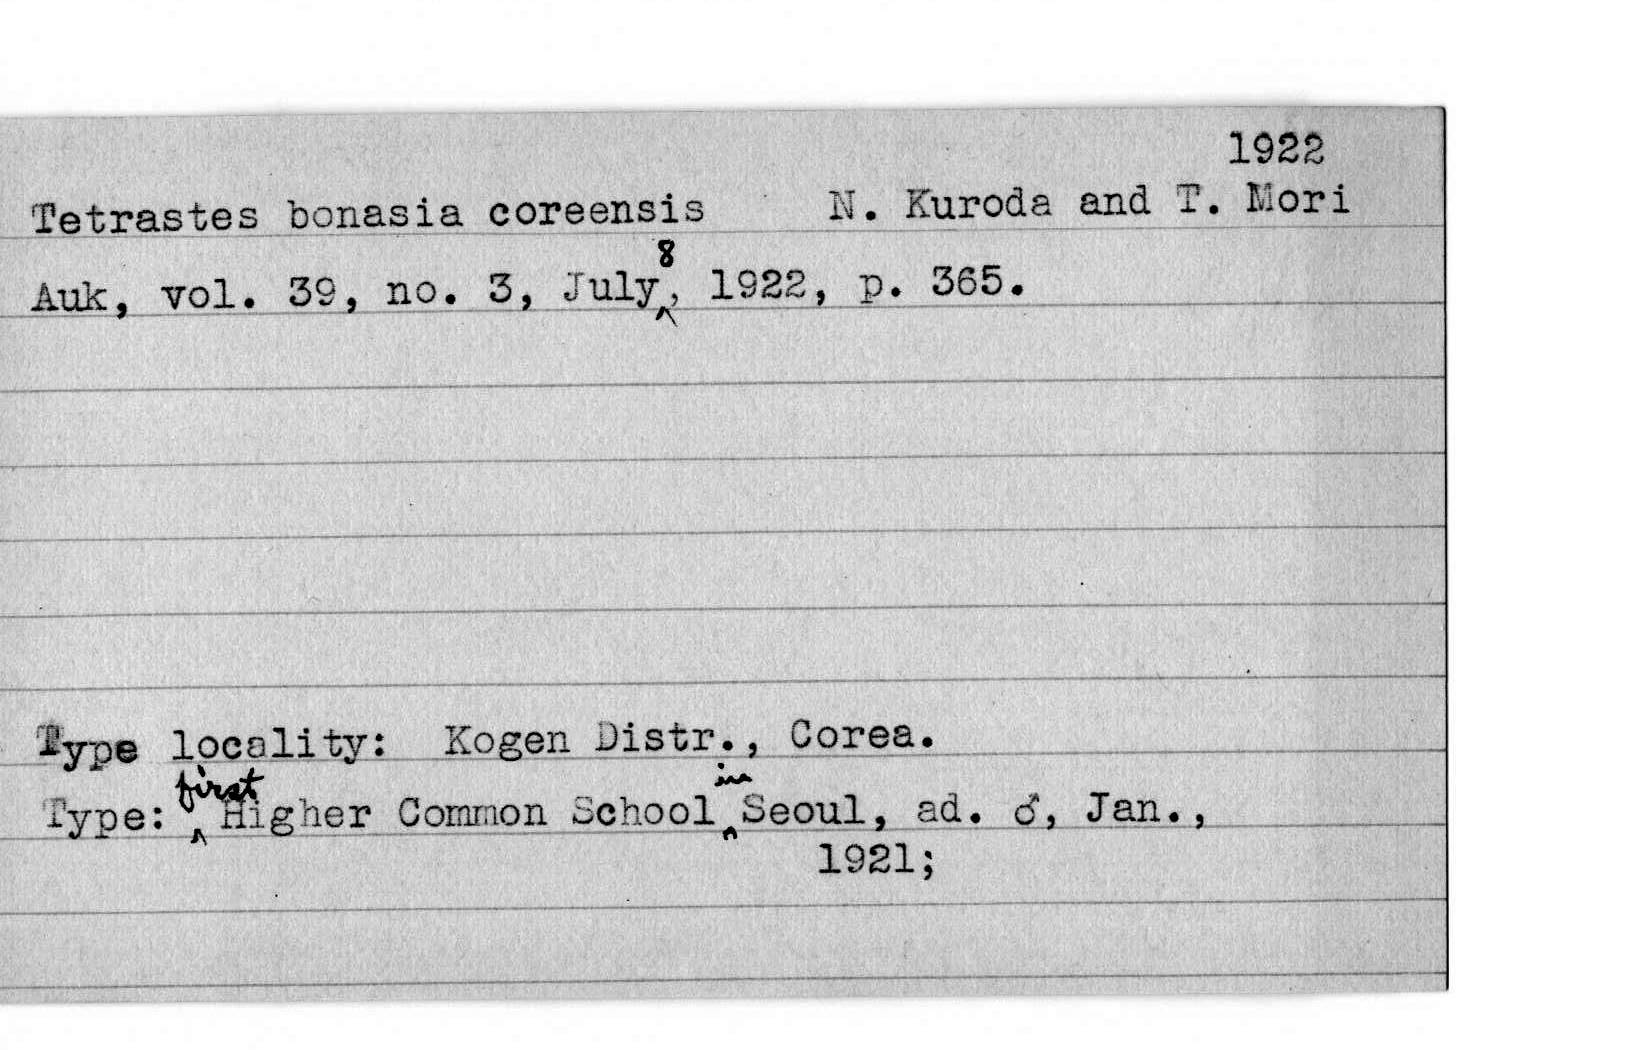 1922
Tetrastes bonasia coreensis N. Kuroda and T. Mori
Auk, vol. 39, no. 3, July 8, 1922, p. 365.
Type locality: Kogen Distr., Corea.
Type: first Higher Common School in Seoul, ad. ♂, Jan.,
1921;